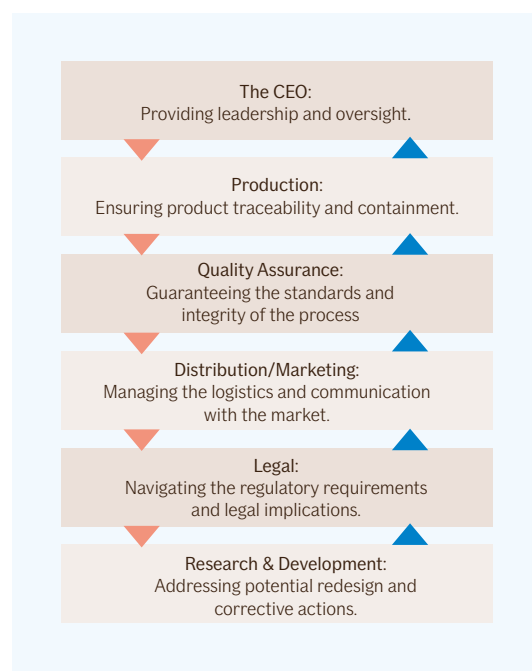 The CEO:
Providing leadership and oversight.
Production:
Ensuring product traceability and containment.
Quality Assurance:
Guaranteeing the standards and
integrity of the process
Distribution/Marketing:
Managing the logistics and communication
with the market.
Legal:
Navigating the regulatory requirements
and legal implications.
Research & Development:
Addressing potential redesign and
corrective actions.